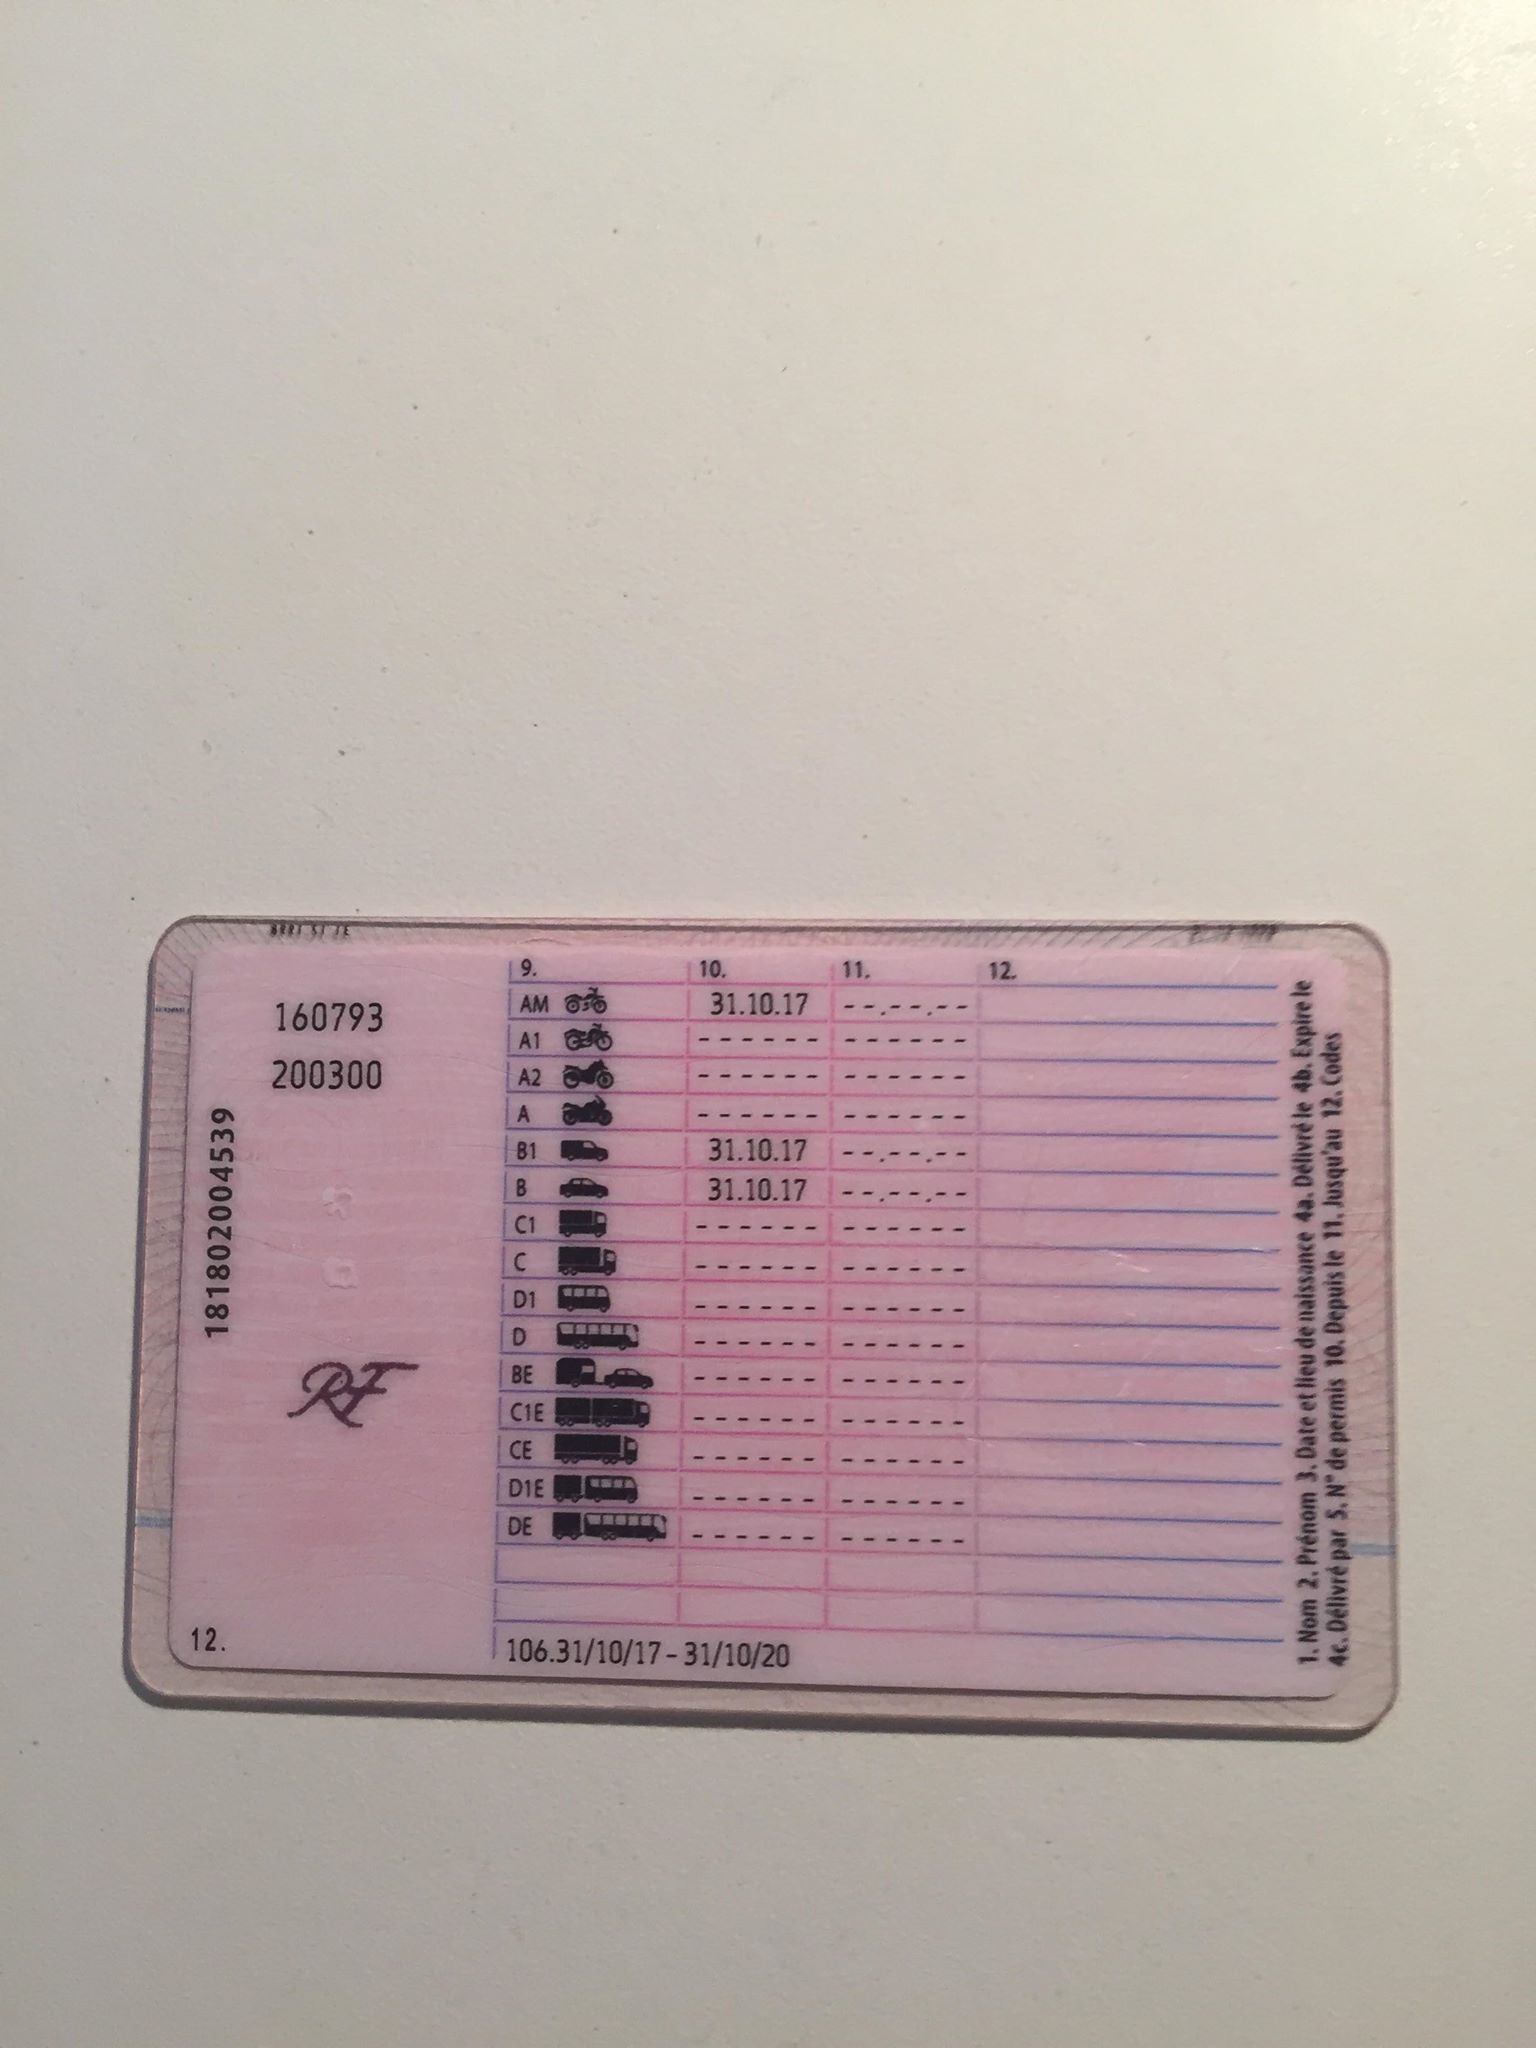 160793
200300
181802004539
RF
12.
9. 10. 11. 12.
AM 31.10.17 --.--.--
A1 ------ ------
A2 ------ ------
A ------ ------
B1 31.10.17 --.--.--
B 31.10.17 --.--.--
C1 ------ ------
C ------ ------
D1 ------ ------
D ------ ------
BE ------ ------
C1E ------ ------
CE ------ ------
D1E ------ ------
DE ------ ------
106.31/10/17 - 31/10/20
1. Nom 2. Prénom 3. Date et lieu de naissance 4a. Délivré le 4b. Expire le
4c. Délivré par 5. N° de permis 10. Depuis le 11. Jusqu'au 12. Codes